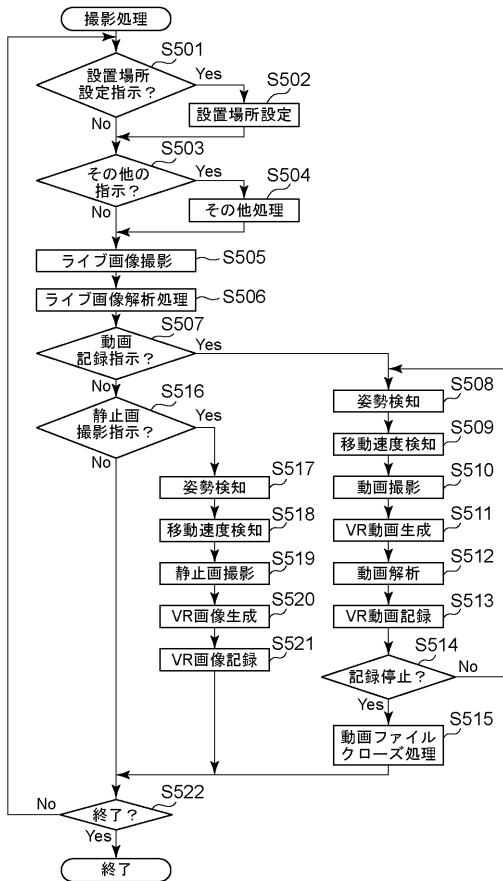 撮影処理
S501
設置場所
設定指示？
Yes
S502
設置場所設定
No
S503
その他の
指示？
Yes
S504
その他処理
No
ライブ画像撮影
S505
ライブ画像解析処理
S506
S507
動画
記録指示？
Yes
No
S516
静止画
撮影指示？
Yes
No
S508
姿勢検知
S509
移動速度検知
S510
動画撮影
S511
VR動画生成
S512
動画解析
S513
VR動画記録
S514
記録停止？
No
Yes
S515
動画ファイル
クローズ処理
S517
姿勢検知
S518
移動速度検知
S519
静止画撮影
S520
VR画像生成
S521
VR画像記録
S522
終了？
No
Yes
終了